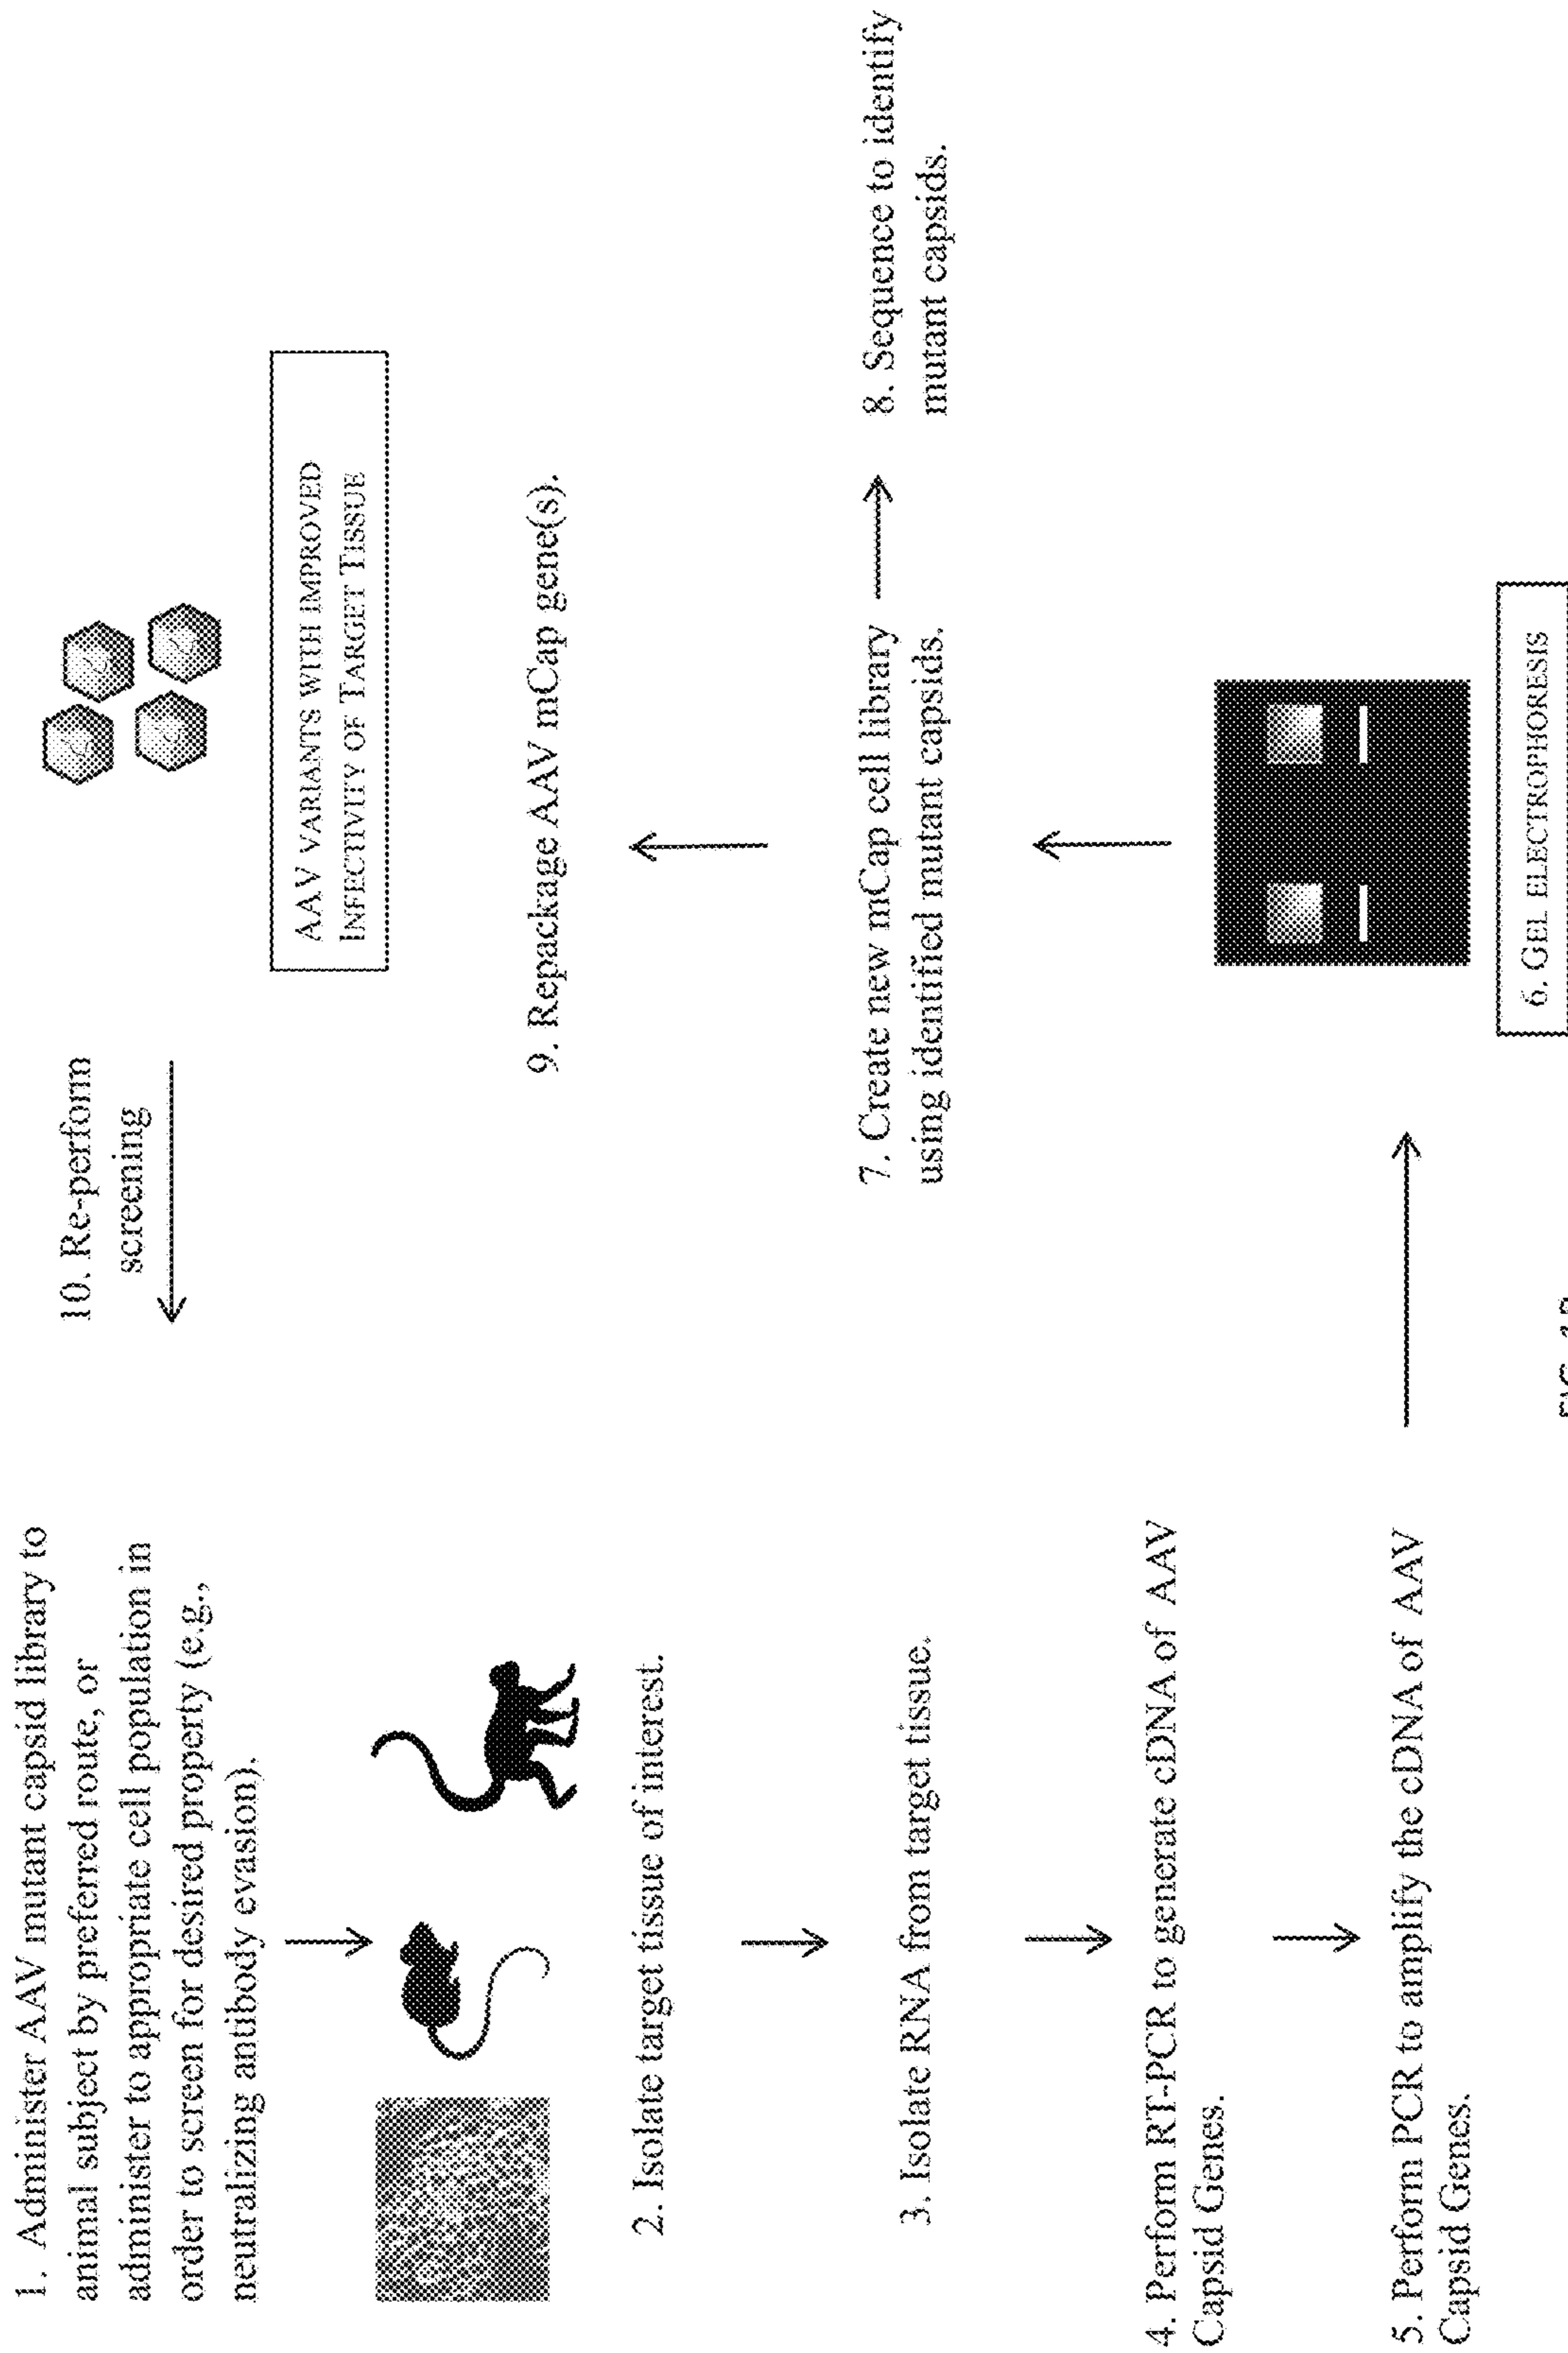 1. Administer AAV mutant capsid library to
animal subject by preferred route, or
administer to appropriate cell population in
order to screen for desired property (e.g.,
neutralizing antibody evasion).
2. Isolate target tissue of interest.
3. Isolate RNA from target tissue.
4. Perform RT-PCR to generate cDNA of AAV
Capsid Genes.
5. Perform PCR to amplify the cDNA of AAV
Capsid Genes.
6. GEL ELECTROPHORESIS
7. Create new mCap cell library
using identified mutant capsids.
8. Sequence to identify
mutant capsids.
9. Repackage AAV mCap gene(s).
AAV VARIANTS WITH IMPROVED
INFECTIVITY OF TARGET TISSUE
10. Re-perform
screening